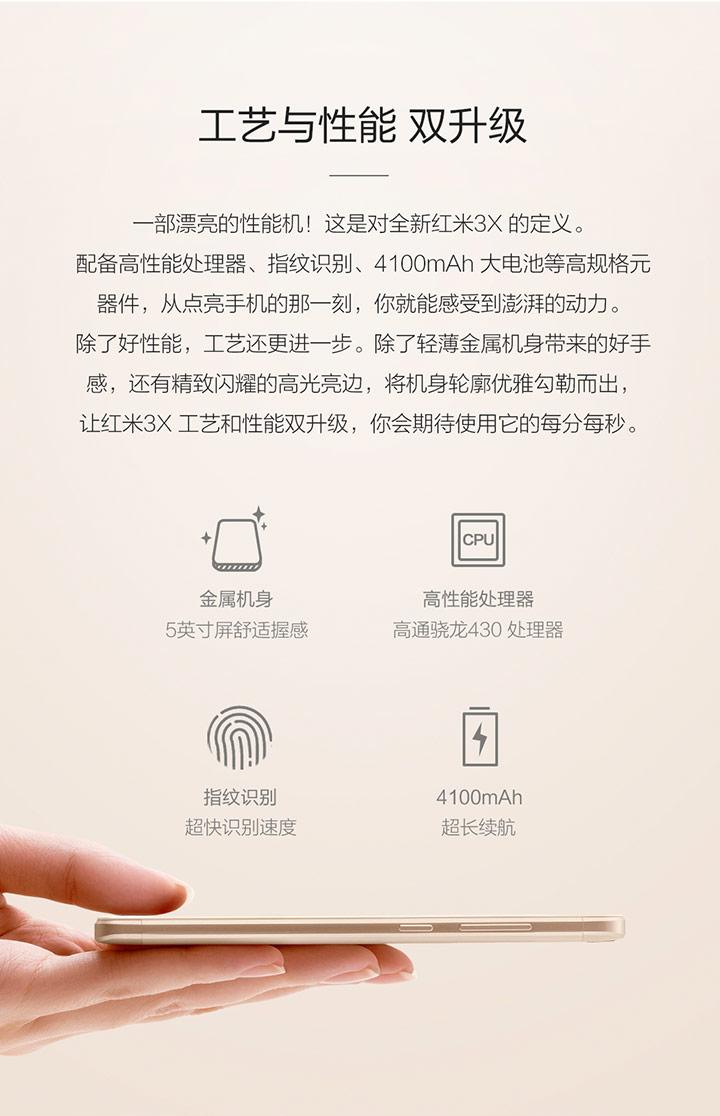 工艺与性能 双升级
一部漂亮的性能机！这是对全新红米3X 的定义。
配备高性能处理器、指纹识别、4100mAh 大电池等高规格元
器件，从点亮手机的那一刻，你就能感受到澎湃的动力。
除了好性能，工艺还更进一步。除了轻薄金属机身带来的好手
感，还有精致闪耀的高光亮边，将机身轮廓优雅勾勒而出，
让红米3X 工艺和性能双升级，你会期待使用它的每分每秒。
CPU
金属机身
5英寸屏舒适握感
高性能处理器
高通骁龙430 处理器
指纹识别
超快识别速度
4100mAh
超长续航